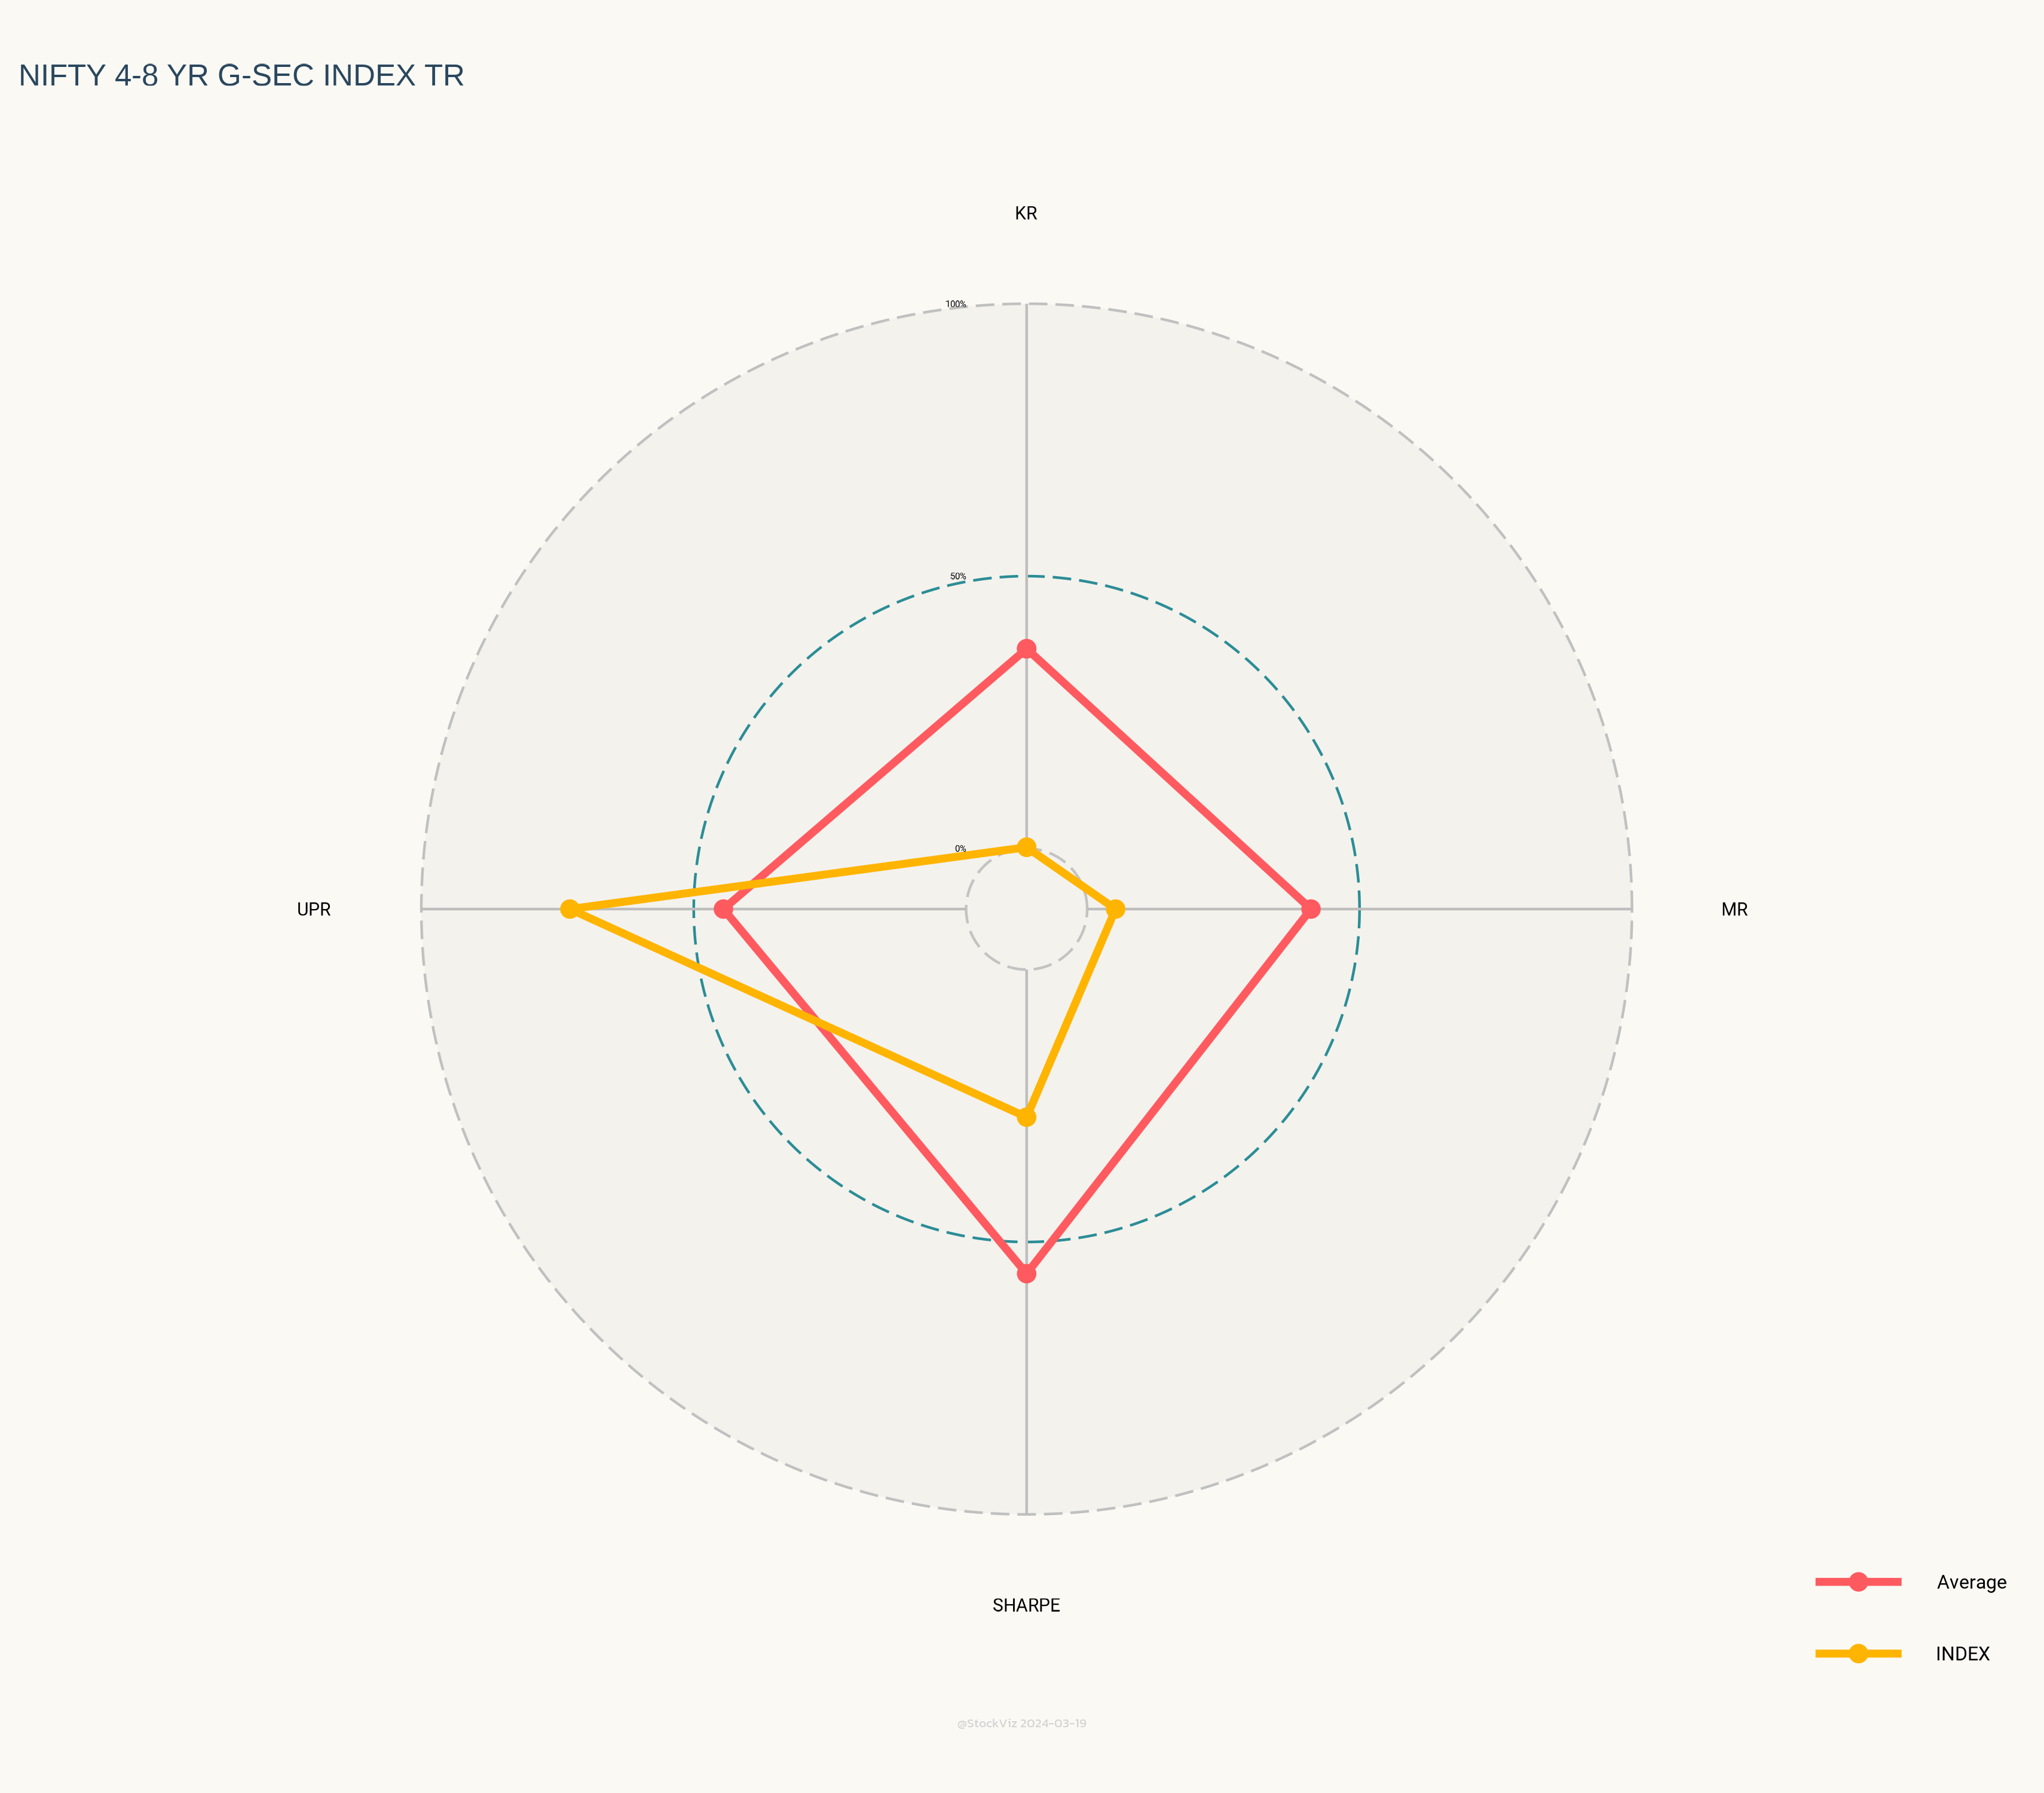 NIFTY 4-8 YR G-SEC INDEX TR
KR
100%
50%
0%
UPR
MR
SHARPE
Average
INDEX
@StockViz 2024-03-19